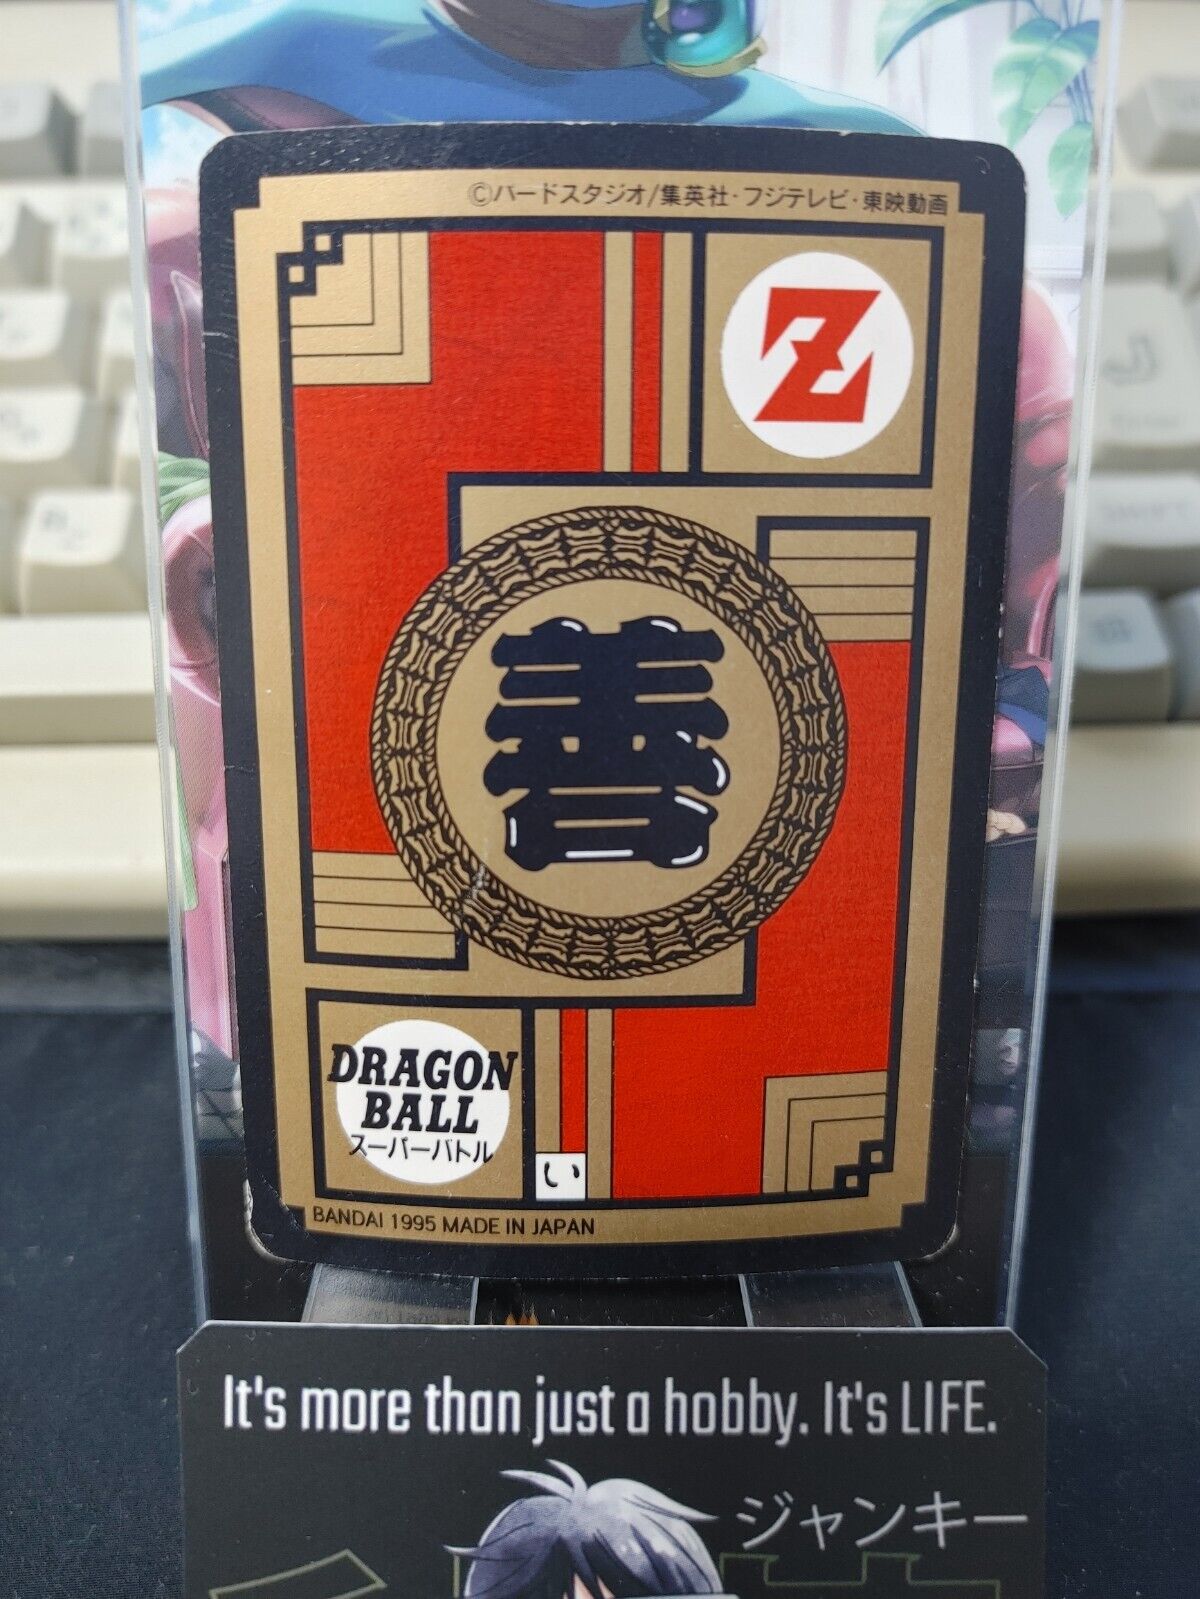 ©バードスタジオ/集英社・フジテレビ・東映動画
Z
善
DRAGON
BALL
スーパーバトル
い
BANDAI 1995 MADE IN JAPAN
It's more than just a hobby. It's LIFE.
ジャンキー